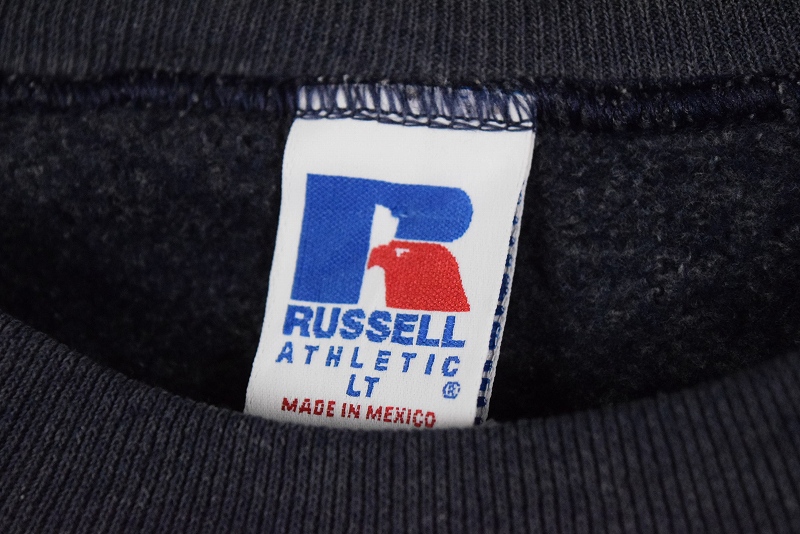 RUSSELL
ATHLETIC
LT ®
MADE IN MEXICO